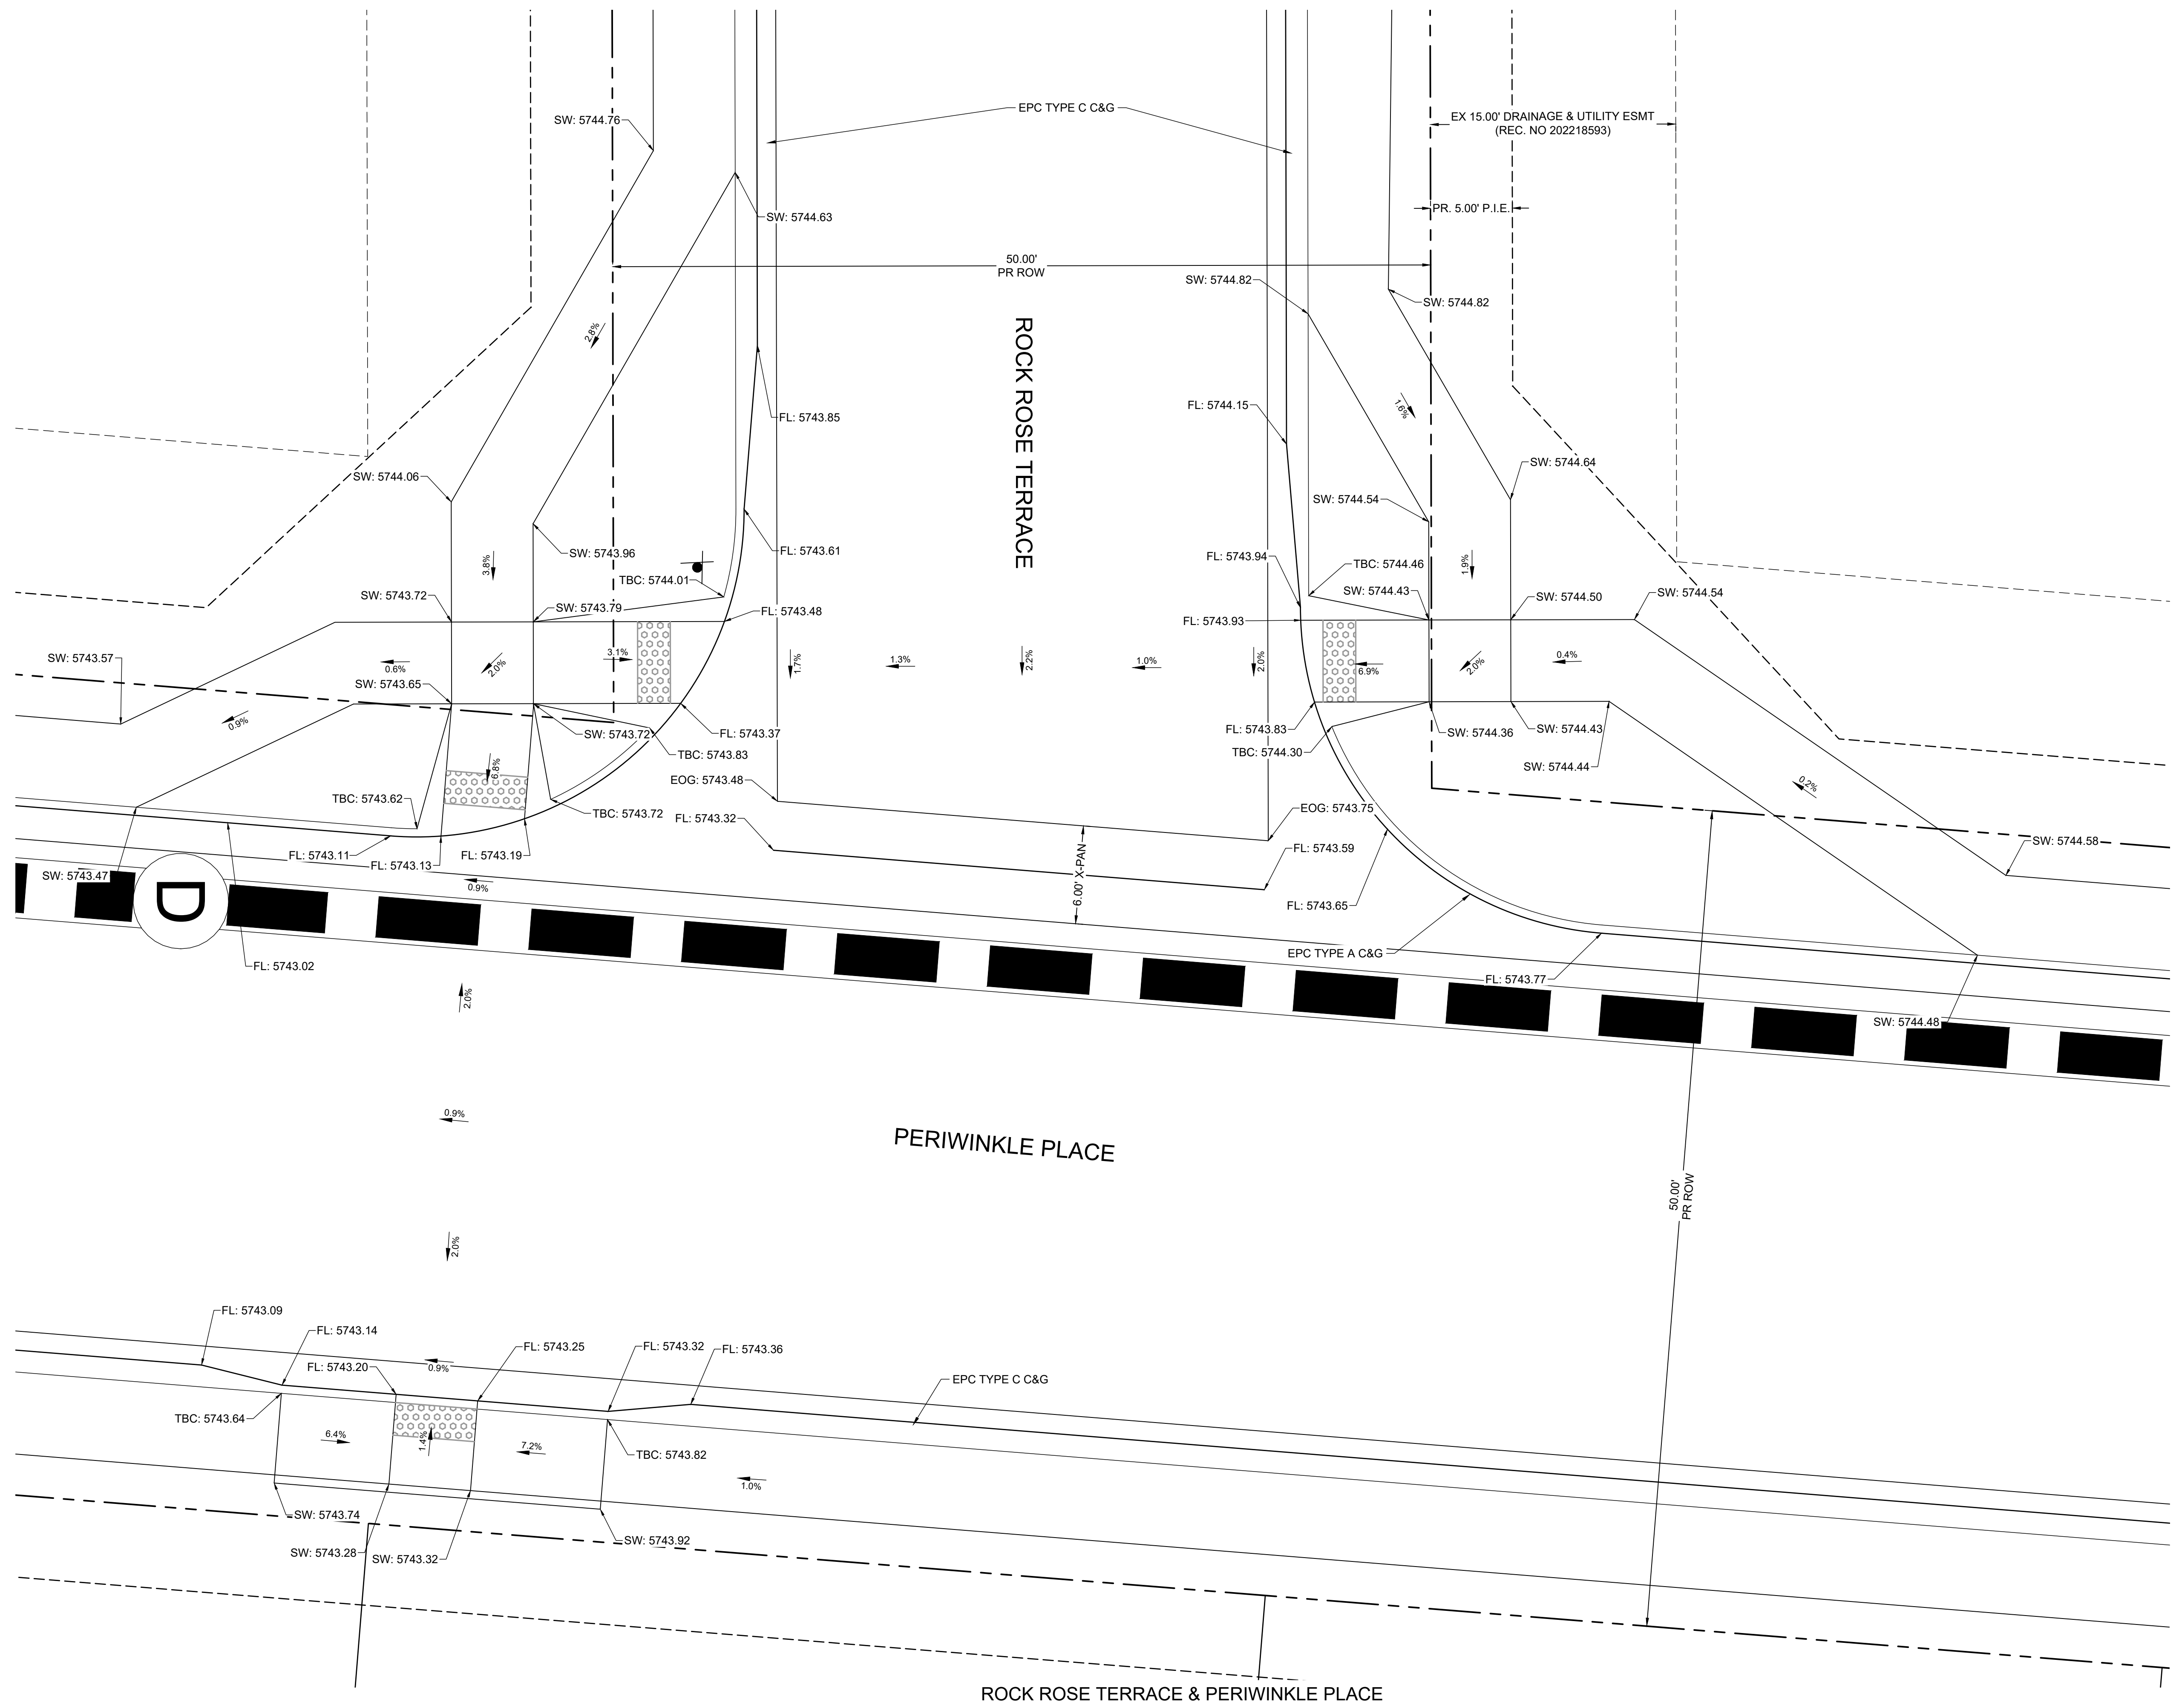 SW: 5744.76
EPC TYPE C C&G
EX 15.00' DRAINAGE & UTILITY ESMT
(REC. NO 202218593)
SW: 5744.63
PR. 5.00' P.I.E.
50.00'
PR ROW
SW: 5744.82
SW: 5744.82
2.8%
ROCK ROSE TERRACE
FL: 5743.85
FL: 5744.15
1.6%
SW: 5744.06
SW: 5744.64
SW: 5744.54
SW: 5743.96
FL: 5743.61
FL: 5743.94
3.8%
TBC: 5744.01
TBC: 5744.46
1.9%
SW: 5743.72
SW: 5743.79
FL: 5743.48
SW: 5744.43
SW: 5744.50
SW: 5744.54
FL: 5743.93
SW: 5743.57
0.6%
2.0%
3.1%
1.7%
1.3%
2.2%
1.0%
2.0%
6.9%
2.0%
0.4%
SW: 5743.65
0.9%
SW: 5743.72
FL: 5743.37
FL: 5743.83
SW: 5744.36
SW: 5744.43
TBC: 5743.83
TBC: 5744.30
SW: 5744.44
6.8%
EOG: 5743.48
0.2%
TBC: 5743.62
TBC: 5743.72
FL: 5743.32
EOG: 5743.75
SW: 5744.58
FL: 5743.11
FL: 5743.13
FL: 5743.19
FL: 5743.59
6.00' X-PAN
SW: 5743.47
0.9%
D
FL: 5743.65
EPC TYPE A C&G
FL: 5743.02
FL: 5743.77
2.0%
SW: 5744.48
0.9%
PERIWINKLE PLACE
50.00'
PR ROW
2.0%
FL: 5743.09
FL: 5743.14
FL: 5743.25
FL: 5743.32
FL: 5743.36
FL: 5743.20
0.9%
EPC TYPE C C&G
TBC: 5743.64
6.4%
1.4%
7.2%
TBC: 5743.82
1.0%
SW: 5743.74
SW: 5743.92
SW: 5743.28
SW: 5743.32
ROCK ROSE TERRACE & PERIWINKLE PLACE